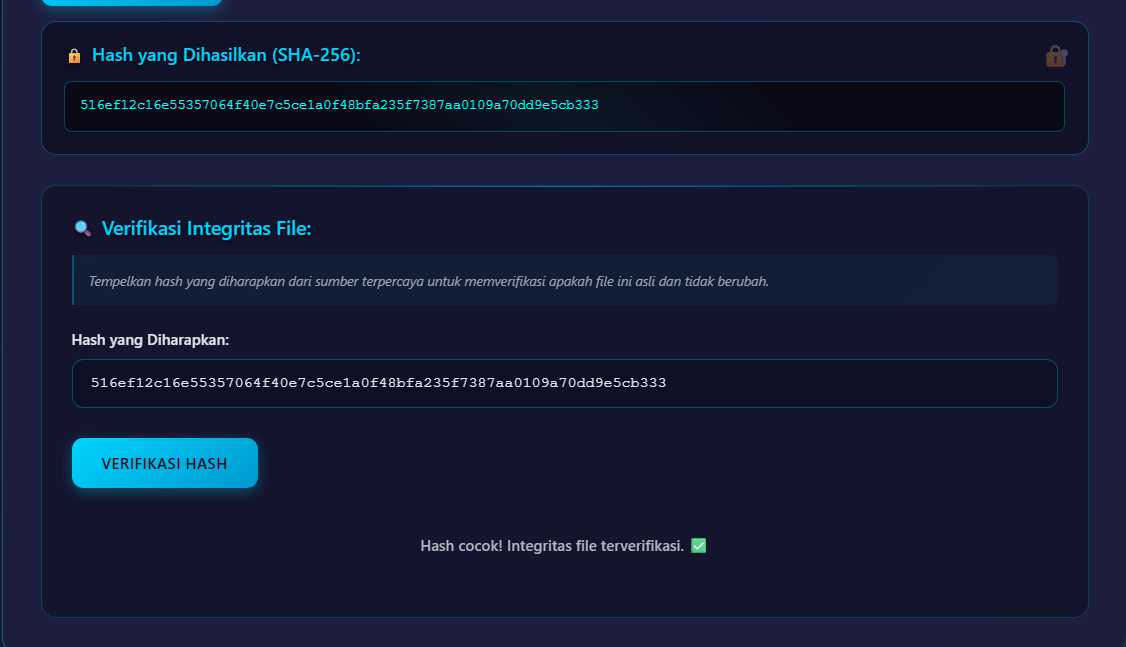 Hash yang Dihasilkan (SHA-256):
516ef12c16e55357064f40e7c5ce1a0f48bfa235f7387aa0109a70dd9e5cb333
Verifikasi Integritas File:
Tempelkan hash yang diharapkan dari sumber terpercaya untuk memverifikasi apakah file ini asli dan tidak berubah.
Hash yang Diharapkan:
516ef12c16e55357064f40e7c5ce1a0f48bfa235f7387aa0109a70dd9e5cb333
VERIFIKASI HASH
Hash cocok! Integritas file terverifikasi. ✅